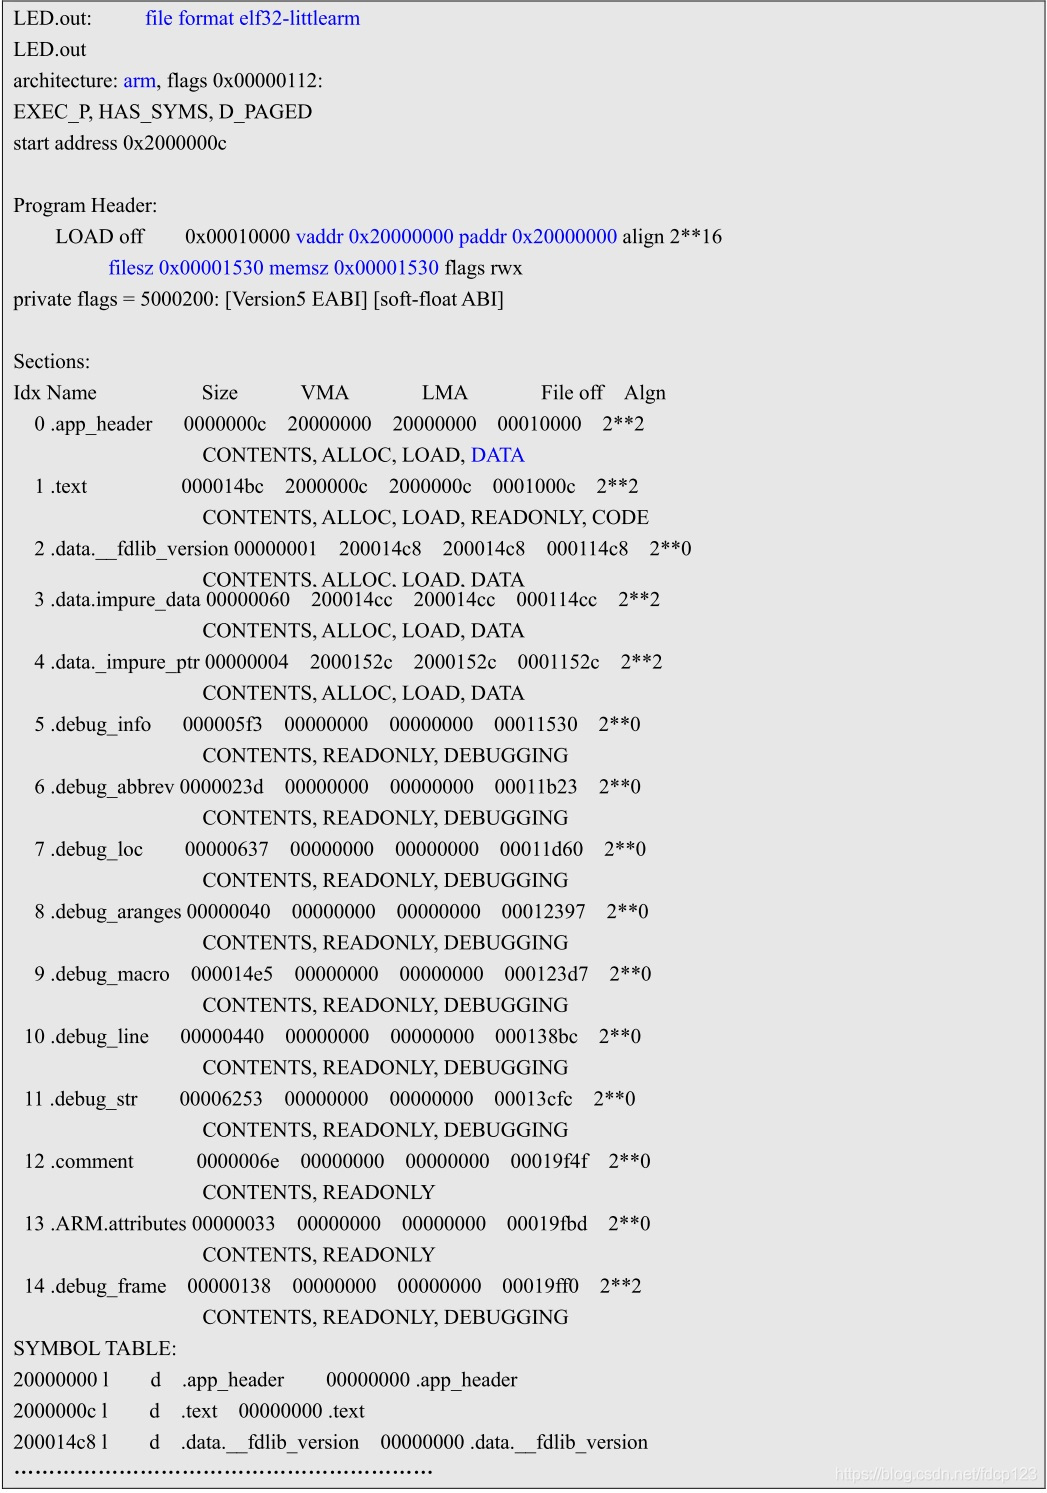 LED.out: file format elf32-littlearm
LED.out
architecture: arm, flags 0x00000112:
EXEC_P, HAS_SYMS, D_PAGED
start address 0x2000000c
Program Header:
LOAD off 0x00010000 vaddr 0x20000000 paddr 0x20000000 align 2**16
filesz 0x00001530 memsz 0x00001530 flags rwx
private flags = 5000200: [Version5 EABI] [soft-float ABI]
Sections:
Idx Name Size VMA LMA File off Algn
0 .app_header 0000000c 20000000 20000000 00010000 2**2
CONTENTS, ALLOC, LOAD, DATA
1 .text 000014bc 2000000c 2000000c 0001000c 2**2
CONTENTS, ALLOC, LOAD, READONLY, CODE
2 .data.__fdlib_version 00000001 200014c8 200014c8 000114c8 2**0
CONTENTS, ALLOC, LOAD, DATA
3 .data.impure_data 00000060 200014cc 200014cc 000114cc 2**2
CONTENTS, ALLOC, LOAD, DATA
4 .data._impure_ptr 00000004 2000152c 2000152c 0001152c 2**2
CONTENTS, ALLOC, LOAD, DATA
5 .debug_info 000005f3 00000000 00000000 00011530 2**0
CONTENTS, READONLY, DEBUGGING
6 .debug_abbrev 0000023d 00000000 00000000 00011b23 2**0
CONTENTS, READONLY, DEBUGGING
7 .debug_loc 00000637 00000000 00000000 00011d60 2**0
CONTENTS, READONLY, DEBUGGING
8 .debug_aranges 00000040 00000000 00000000 00012397 2**0
CONTENTS, READONLY, DEBUGGING
9 .debug_macro 000014e5 00000000 00000000 000123d7 2**0
CONTENTS, READONLY, DEBUGGING
10 .debug_line 00000440 00000000 00000000 000138bc 2**0
CONTENTS, READONLY, DEBUGGING
11 .debug_str 00006253 00000000 00000000 00013cfc 2**0
CONTENTS, READONLY, DEBUGGING
12 .comment 0000006e 00000000 00000000 00019f4f 2**0
CONTENTS, READONLY
13 .ARM.attributes 00000033 00000000 00000000 00019fbd 2**0
CONTENTS, READONLY
14 .debug_frame 00000138 00000000 00000000 00019ff0 2**2
CONTENTS, READONLY, DEBUGGING
SYMBOL TABLE:
20000000 l d .app_header 00000000 .app_header
2000000c l d .text 00000000 .text
200014c8 l d .data.__fdlib_version 00000000 .data.__fdlib_version
……………………………………………………
https://blog.csdn.net/fdcp123